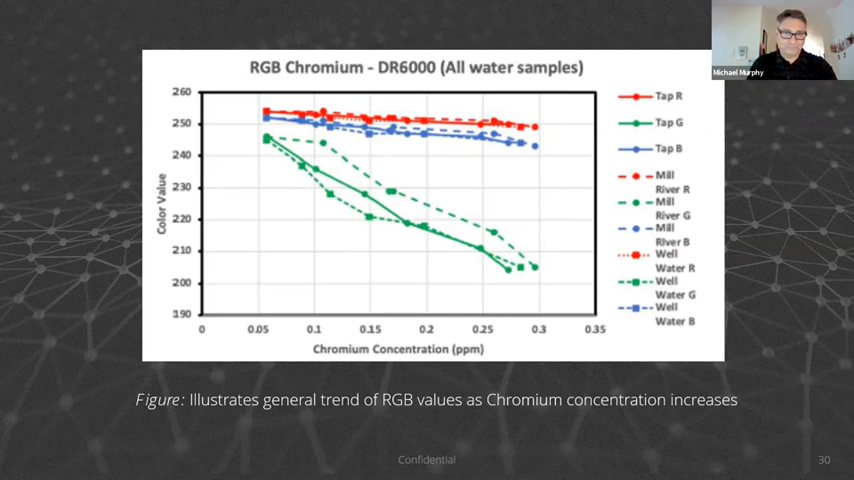 Michael Murphy
RGB Chromium - DR6000 (All water samples)
260
250
240
230
220
210
200
190
Color Value
0
0.05
0.1
0.15
0.2
0.25
0.3
0.35
Chromium Concentration (ppm)
Tap R
Tap G
Tap B
Mill
River R
Mill
River G
Mill
River B
Well
Water R
Well
Water G
Well
Water B
Figure: Illustrates general trend of RGB values as Chromium concentration increases
Confidential
30